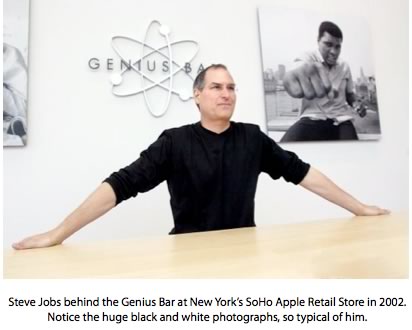 GENIUS BA
Steve Jobs behind the Genius Bar at New York's SoHo Apple Retail Store in 2002.
Notice the huge black and white photographs, so typical of him.